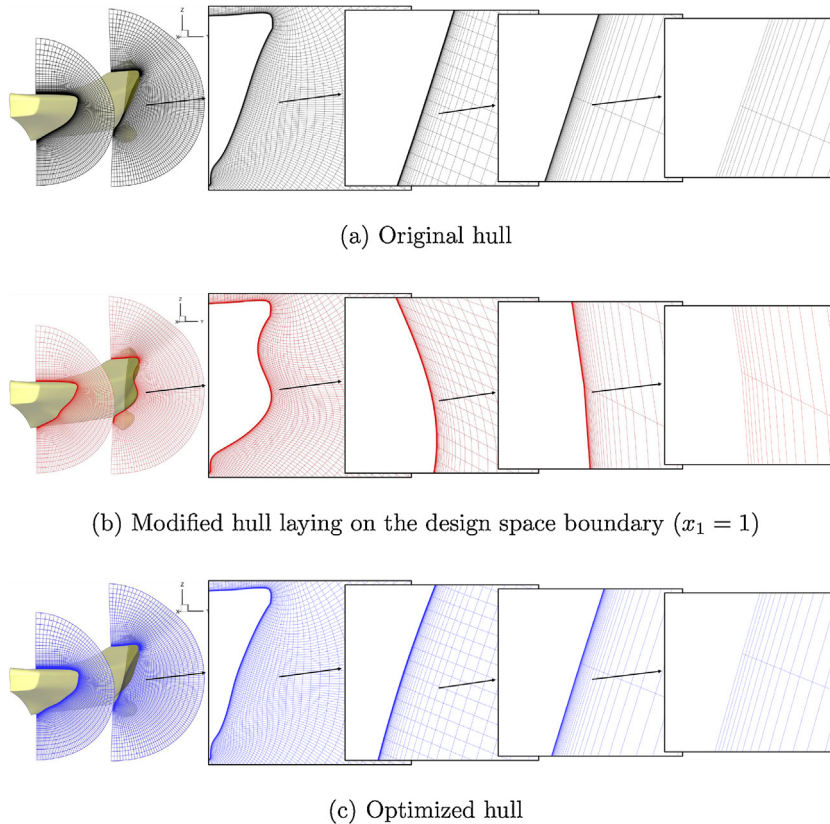 Z
X
Y
(a) Original hull
Z
X
Y
(b) Modified hull laying on the design space boundary (x₁ = 1)
Z
X
(c) Optimized hull